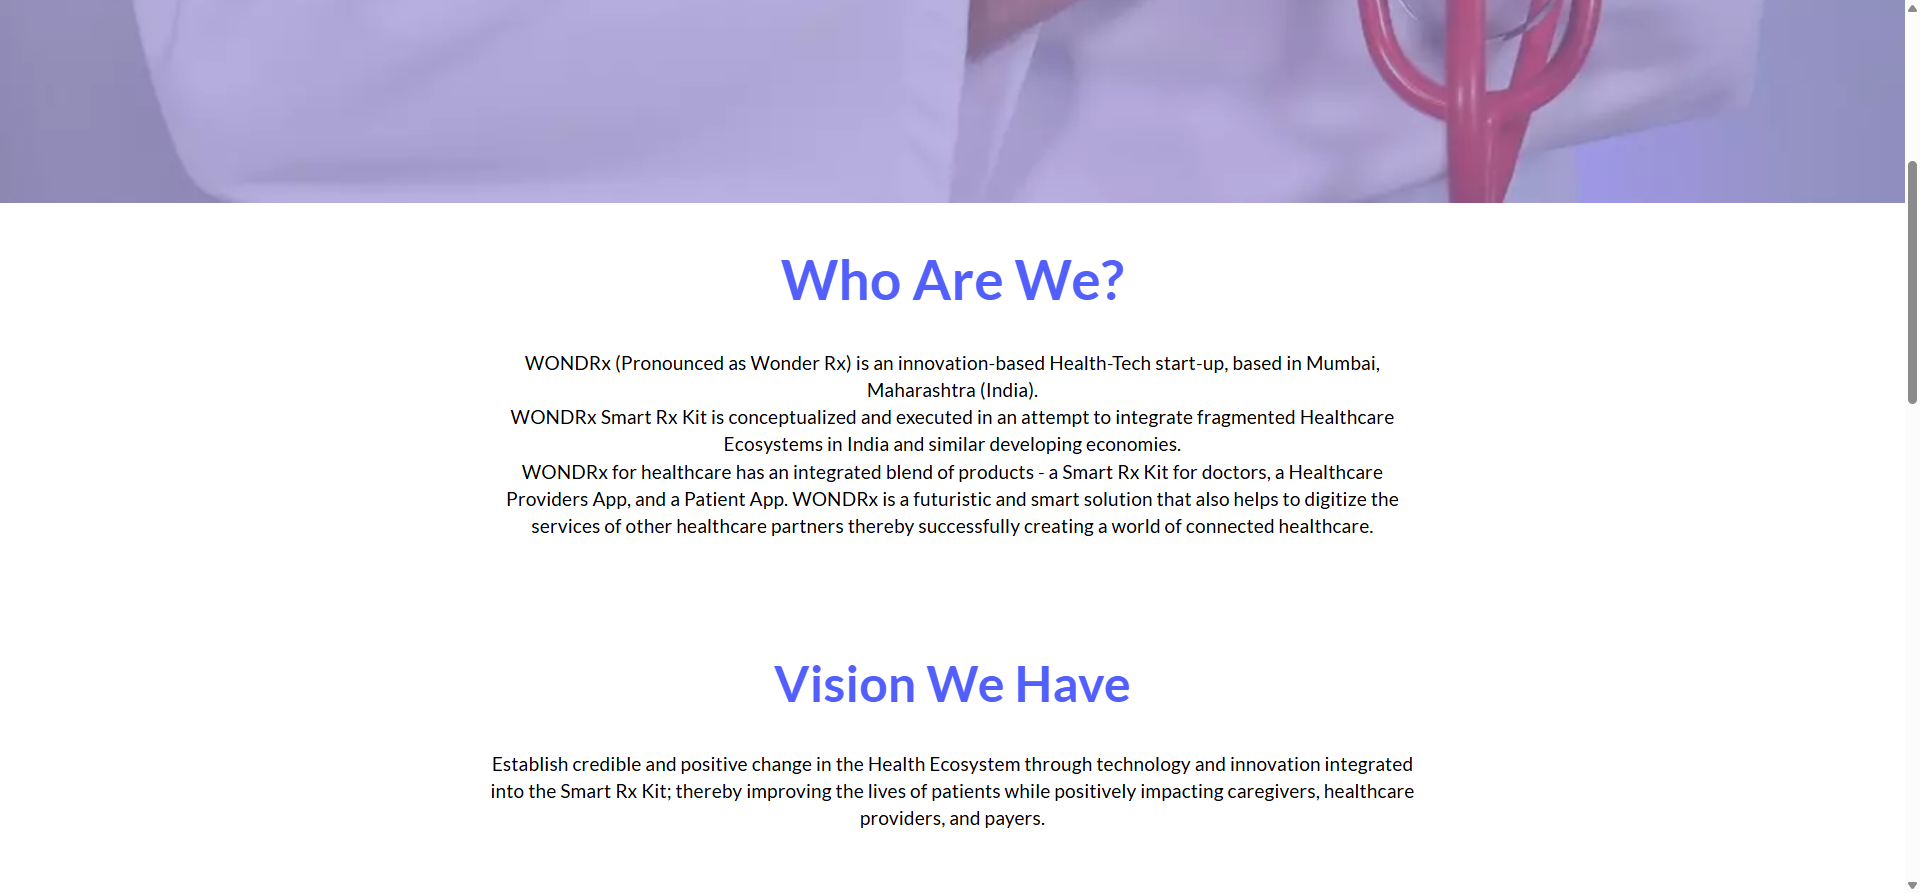 Who Are We?
WONDRx (Pronounced as Wonder Rx) is an innovation-based Health-Tech start-up, based in Mumbai,
Maharashtra (India).
WONDRx Smart Rx Kit is conceptualized and executed in an attempt to integrate fragmented Healthcare
Ecosystems in India and similar developing economies.
WONDRx for healthcare has an integrated blend of products - a Smart Rx Kit for doctors, a Healthcare
Providers App, and a Patient App. WONDRx is a futuristic and smart solution that also helps to digitize the
services of other healthcare partners thereby successfully creating a world of connected healthcare.
Vision We Have
Establish credible and positive change in the Health Ecosystem through technology and innovation integrated
into the Smart Rx Kit; thereby improving the lives of patients while positively impacting caregivers, healthcare
providers, and payers.